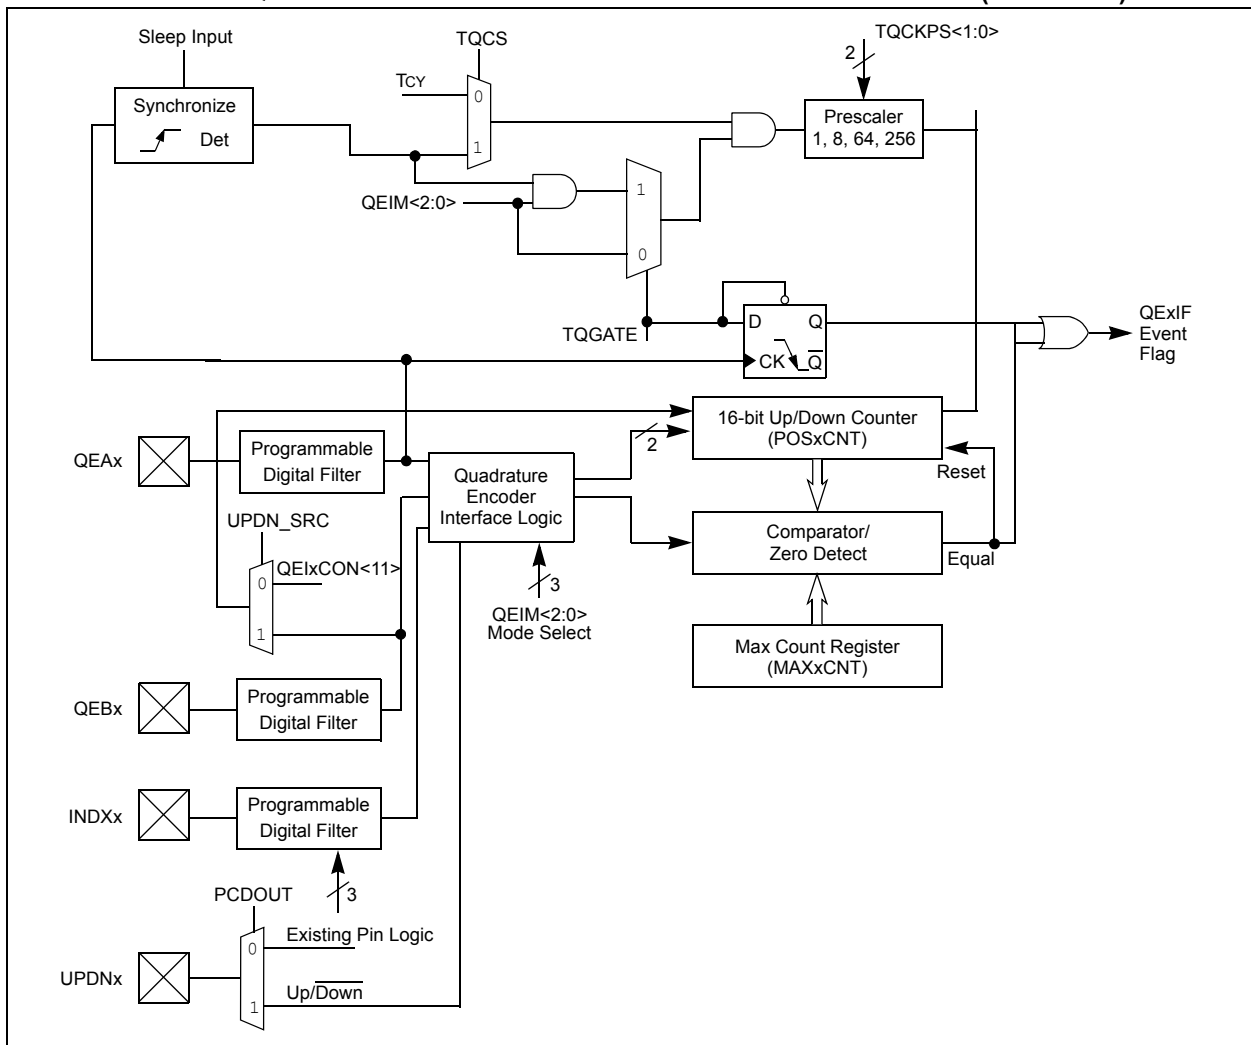 Sleep Input
TQCS
TQCKPS<1:0>
2
TCY
0
1
Synchronize
Det
Prescaler
1, 8, 64, 256
QEIM<2:0>
1
0
TQGATE
D Q
CK Q
QExIF
Event
Flag
QEAx
Programmable
Digital Filter
Quadrature
Encoder
Interface Logic
2
16-bit Up/Down Counter
(POSxCNT)
Reset
UPDN_SRC
0
QEIxCON<11>
1
3
QEIM<2:0>
Mode Select
Comparator/
Zero Detect
Equal
Max Count Register
(MAXxCNT)
QEBx
Programmable
Digital Filter
INDXx
Programmable
Digital Filter
3
PCDOUT
0
Existing Pin Logic
UPDNx
1
Up/Down